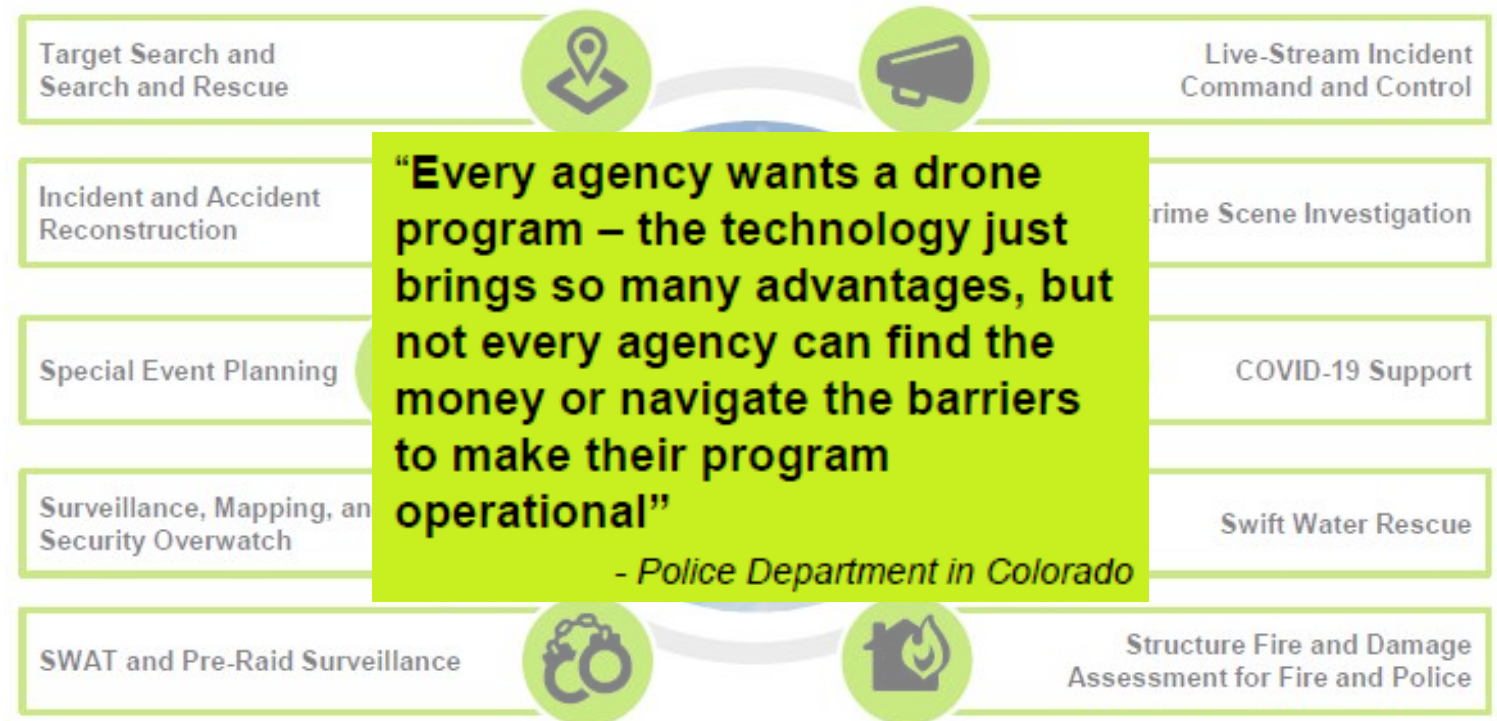 Target Search and
Search and Rescue
Live-Stream Incident
Command and Control
Incident and Accident
Reconstruction
Scene Investigation
Special Event Planning
COVID-19 Support
Surveillance, Mapping,
Security Overwatch
Swift Water Rescue
SWAT and Pre-Raid Surveillance
Structure Fire and Damage
Assessment for Fire and Police
“Every agency wants a drone
program – the technology just
brings so many advantages, but
not every agency can find the
money or navigate the barriers
to make their program
operational”
- Police Department in Colorado